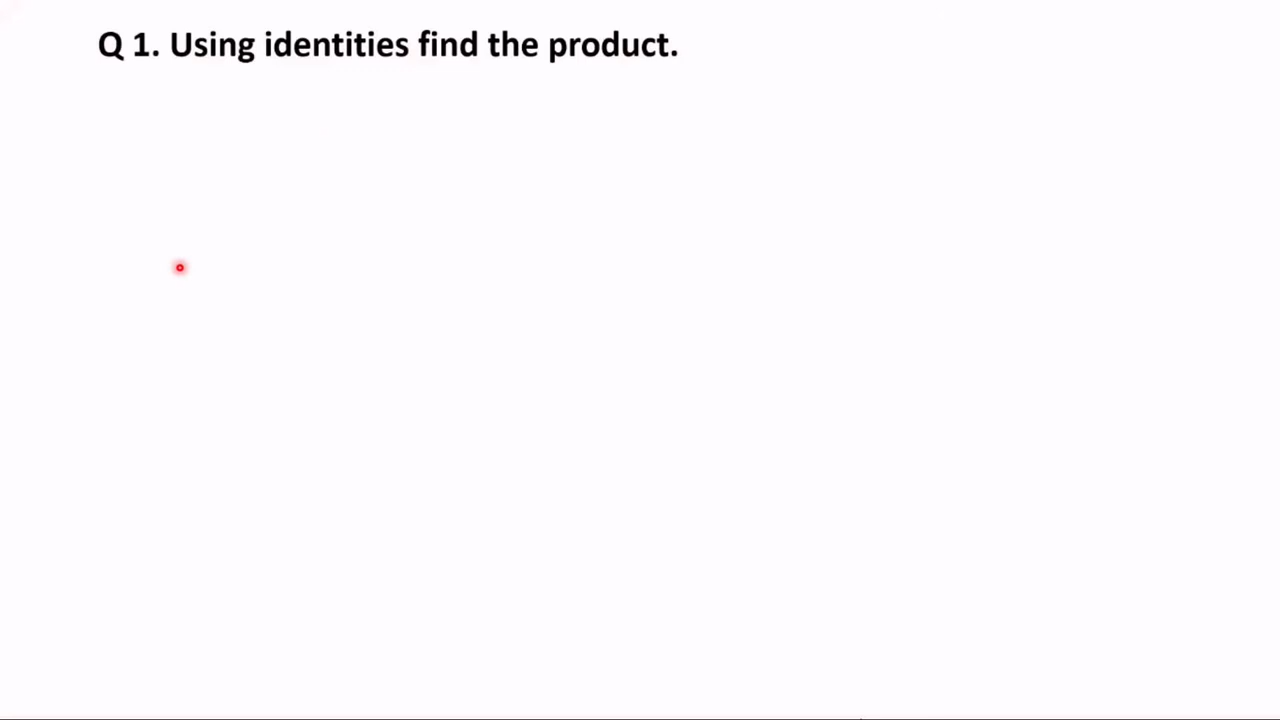 Q 1. Using identities find the product.